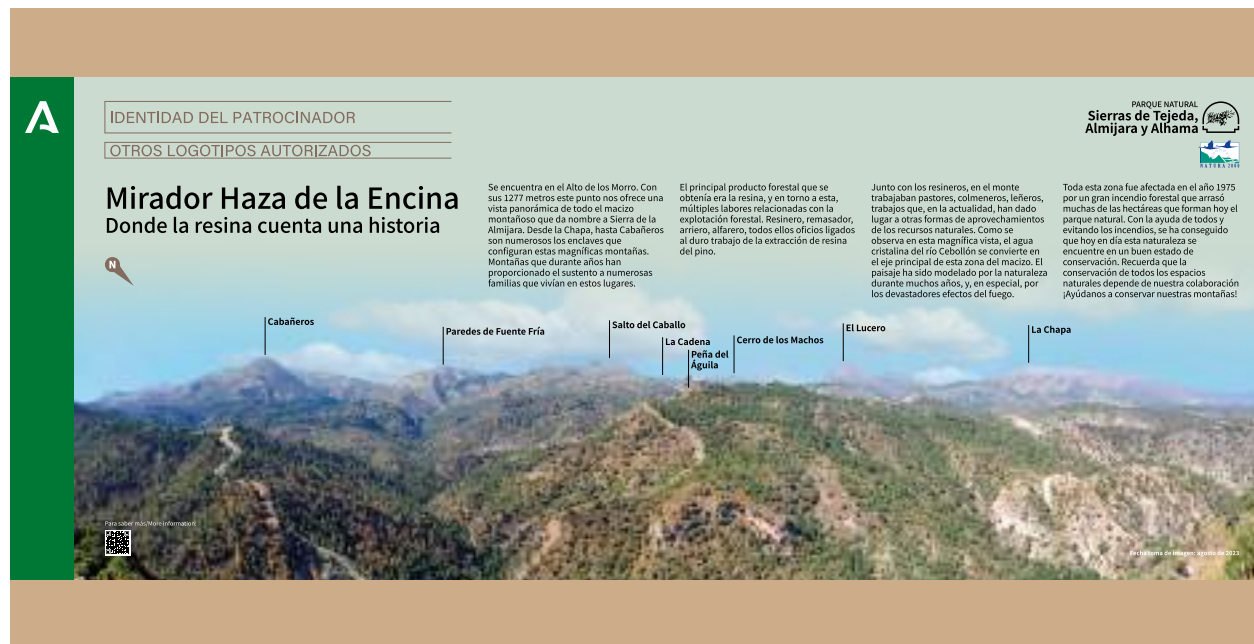 IDENTIDAD DEL PATROCINADOR
OTROS LOGOTIPOS AUTORIZADOS
PARQUE NATURAL
Sierras de Tejeda,
Almijara y Alhama
NATURA 2000
Mirador Haza de la Encina
Donde la resina cuenta una historia
N
Se encuentra en el Alto de los Morro. Con
sus 1277 metros este punto nos ofrece una
vista panorámica de todo el macizo
montañoso que da nombre a Sierra de la
Almijara. Desde la Chapa, hasta Cabañeros
son numerosos los enclaves que
configuran estas magníficas montañas.
Montañas que durante años han
proporcionado el sustento a numerosas
familias que vivían en estos lugares.
El principal producto forestal que se
obtenía era la resina, y en torno a esta,
múltiples labores relacionadas con la
explotación forestal. Resinero, remasador,
arriero, alfarero, todos ellos oficios ligados
al duro trabajo de la extracción de resina
del pino.
Junto con los resineros, en el monte
trabajaban pastores, colmeneros, leñeros,
trabajos que, en la actualidad, han dado
lugar a otras formas de aprovechamientos
de los recursos naturales. Como se
observa en esta magnífica vista, el agua
cristalina del río Cebollón se convierte en
el eje principal de esta zona del macizo. El
paisaje ha sido modelado por la naturaleza
durante muchos años, y, en especial, por
los devastadores efectos del fuego.
Toda esta zona fue afectada en el año 1975
por un gran incendio forestal que arrasó
muchas de las hectáreas que forman hoy el
parque natural. Con la ayuda de todos y
evitando los incendios, se ha conseguido
que hoy en día esta naturaleza se
encuentre en un buen estado de
conservación. Recuerda que la
conservación de todos los espacios
naturales depende de nuestra colaboración
¡Ayúdanos a conservar nuestras montañas!
Cabañeros
Paredes de Fuente Fría
Salto del Caballo
La Cadena
Peña del
Águila
Cerro de los Machos
El Lucero
La Chapa
Para saber más/More information:
Fecha toma de imagen: agosto de 2023